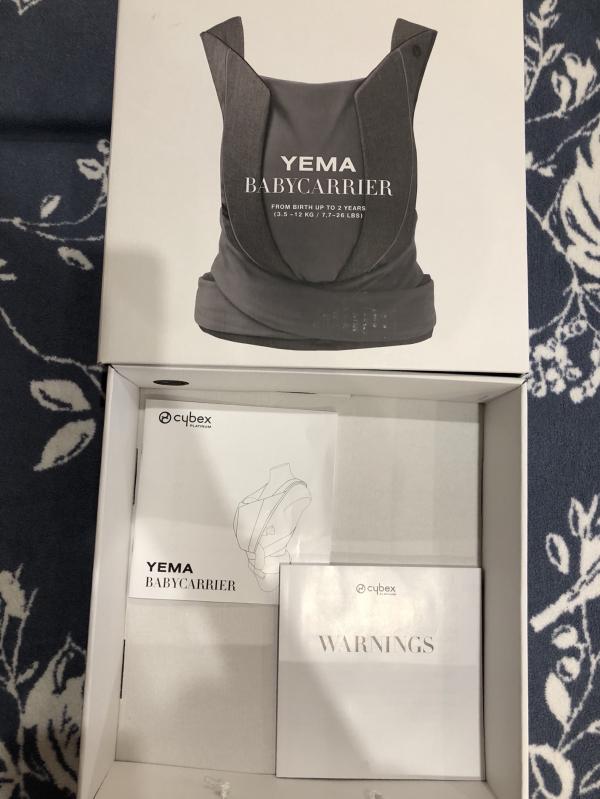 YEMA
BABYCARRIER
FROM BIRTH UP TO 2 YEARS
(3.5 –12 KG / 7,7–26 LBS)
cybex
PLATINUM
YEMA
BABYCARRIER
cybex
PLATINUM
WARNINGS